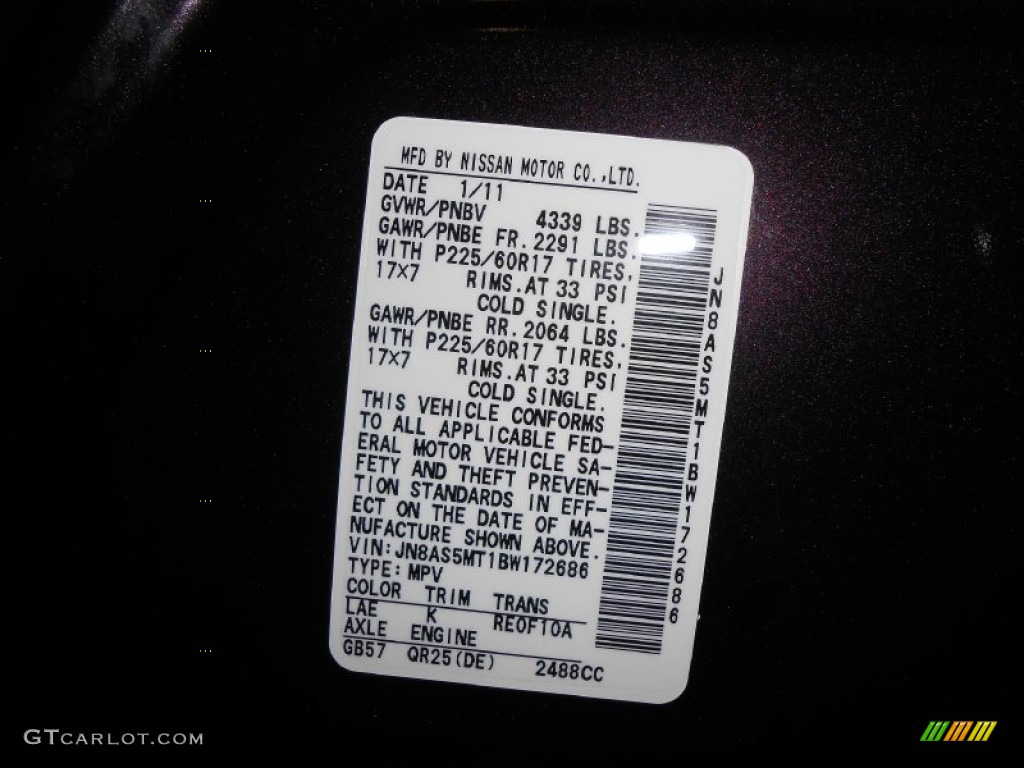 MFD BY NISSAN MOTOR CO.,LTD.
DATE 1/11
GVWR/PNBV 4339 LBS.
GAWR/PNBE FR. 2291 LBS.
WITH P225/60R17 TIRES,
17×7 RIMS.AT 33 PSI
COLD SINGLE.
GAWR/PNBE RR. 2064 LBS.
WITH P225/60R17 TIRES,
17×7 RIMS.AT 33 PSI
COLD SINGLE.
THIS VEHICLE CONFORMS
TO ALL APPLICABLE FED-
ERAL MOTOR VEHICLE SA-
FETY AND THEFT PREVEN-
TION STANDARDS IN EFF-
ECT ON THE DATE OF MA-
NUFACTURE SHOWN ABOVE.
VIN:JN8AS5MT1BW172686
TYPE:MPV
COLOR TRIM TRANS
LAE K RE0F10A
AXLE ENGINE
GB57 QR25(DE) 2488CC
JN8AS5MT1BW172686
GTCARLOT.COM